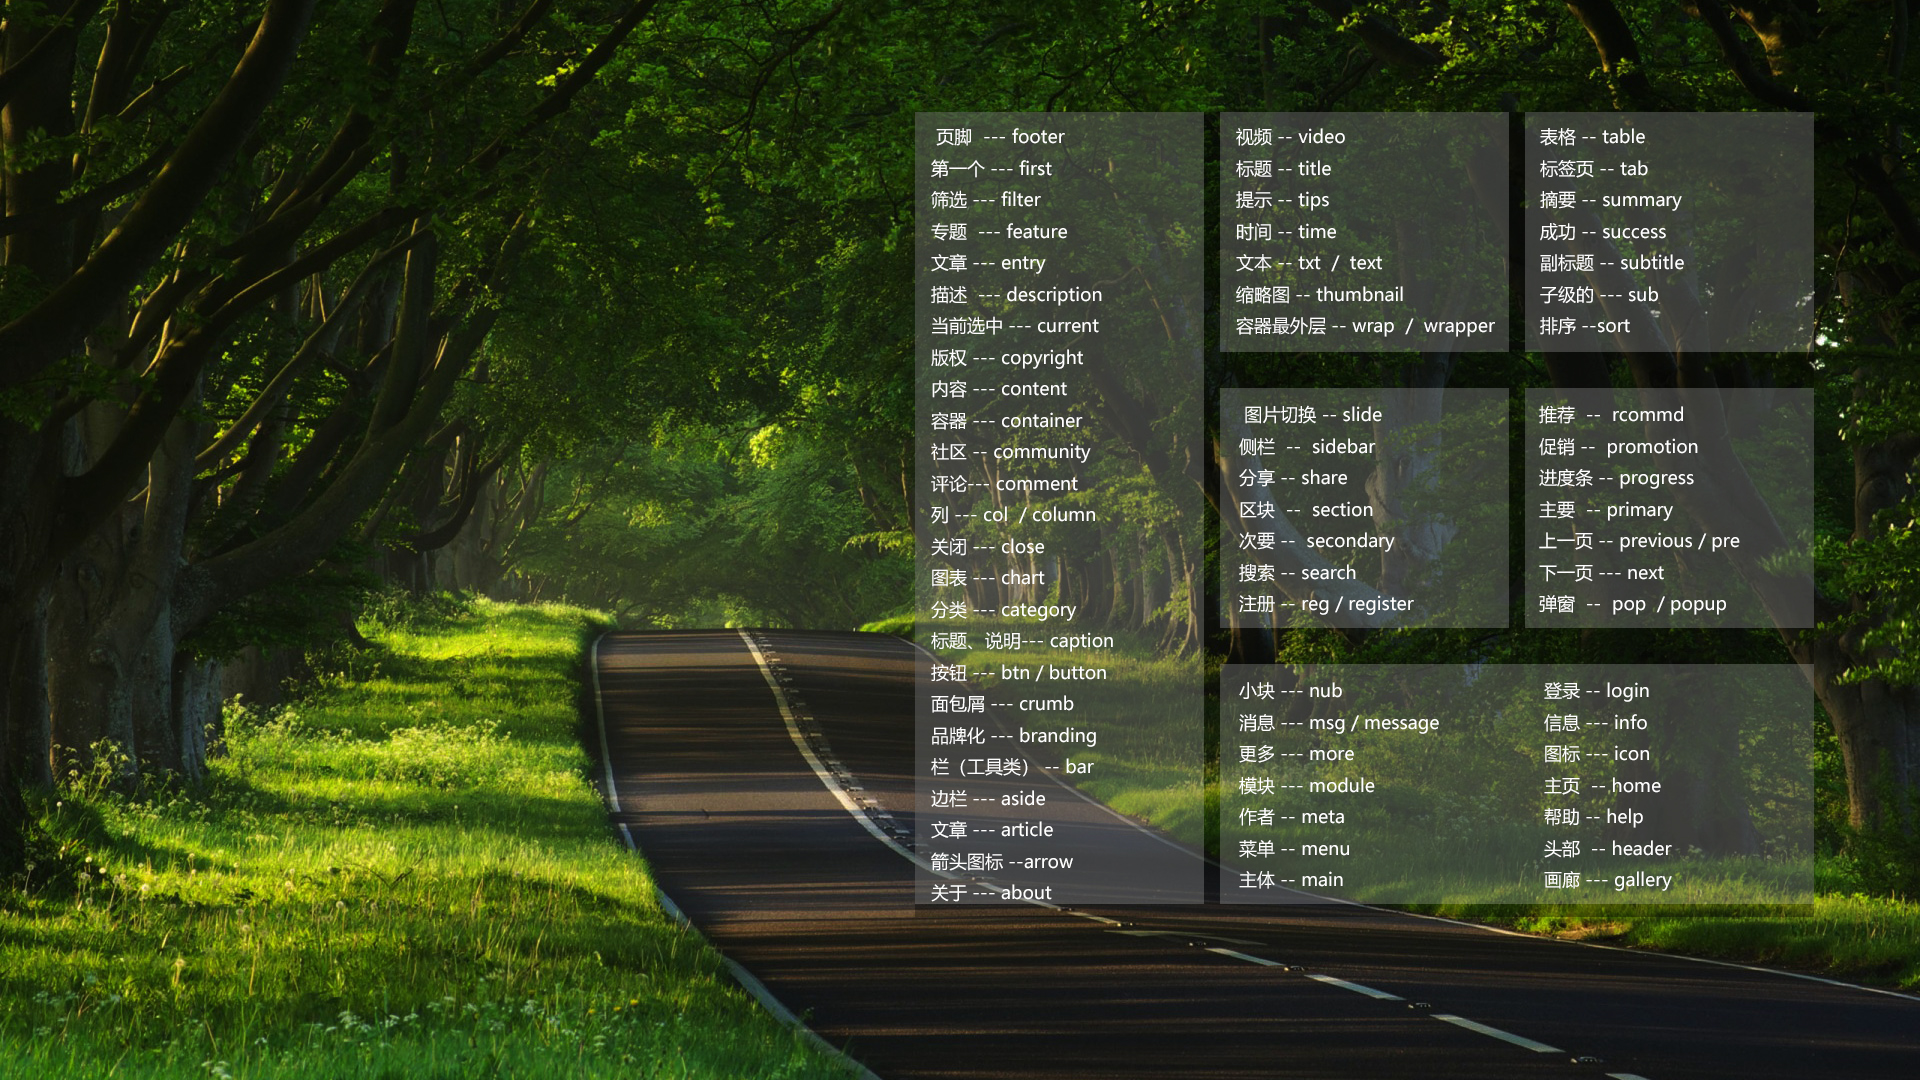 页脚  --- footer
第一个 --- first
筛选 --- filter
专题  --- feature
文章 --- entry
描述  --- description
当前选中 --- current
版权 --- copyright
内容 --- content
容器 --- container
社区 -- community
评论--- comment
列 --- col  / column
关闭 --- close
图表 --- chart
分类 --- category
标题、说明--- caption
按钮 --- btn / button
面包屑 --- crumb
品牌化 --- branding
栏（工具类） -- bar
边栏 --- aside
文章 --- article
箭头图标 --arrow
关于 --- about
视频 -- video
标题 -- title
提示 -- tips
时间 -- time
文本 -- txt  /  text
缩略图 -- thumbnail
容器最外层 -- wrap  /  wrapper
表格 -- table
标签页 -- tab
摘要 -- summary
成功 -- success
副标题 -- subtitle
子级的 --- sub
排序 --sort
图片切换 -- slide
侧栏  --  sidebar
分享 -- share
区块  --  section
次要 --  secondary
搜索 -- search
注册 -- reg / register
推荐  --  rcommd
促销 --  promotion
进度条 -- progress
主要  -- primary
上一页 -- previous / pre
下一页 --- next
弹窗  --  pop  / popup
小块 --- nub
消息 --- msg / message
更多 --- more
模块 --- module
作者 -- meta
菜单 -- menu
主体 -- main
登录 -- login
信息 --- info
图标 --- icon
主页  -- home
帮助 -- help
头部  -- header
画廊 --- gallery